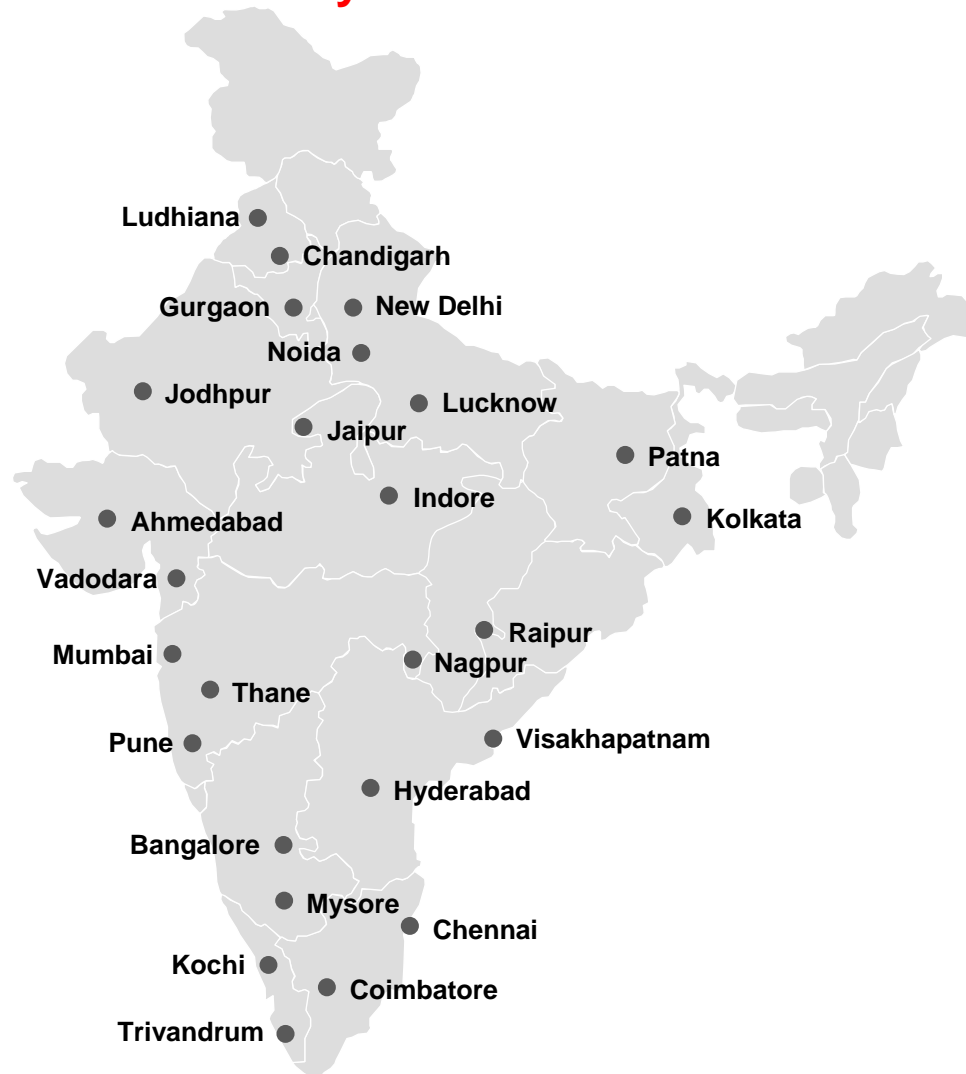 Ludhiana
Chandigarh
Gurgaon
New Delhi
Noida
Jodhpur
Lucknow
Jaipur
Patna
Indore
Ahmedabad
Kolkata
Vadodara
Raipur
Mumbai
Nagpur
Thane
Pune
Visakhapatnam
Hyderabad
Bangalore
Mysore
Chennai
Kochi
Coimbatore
Trivandrum